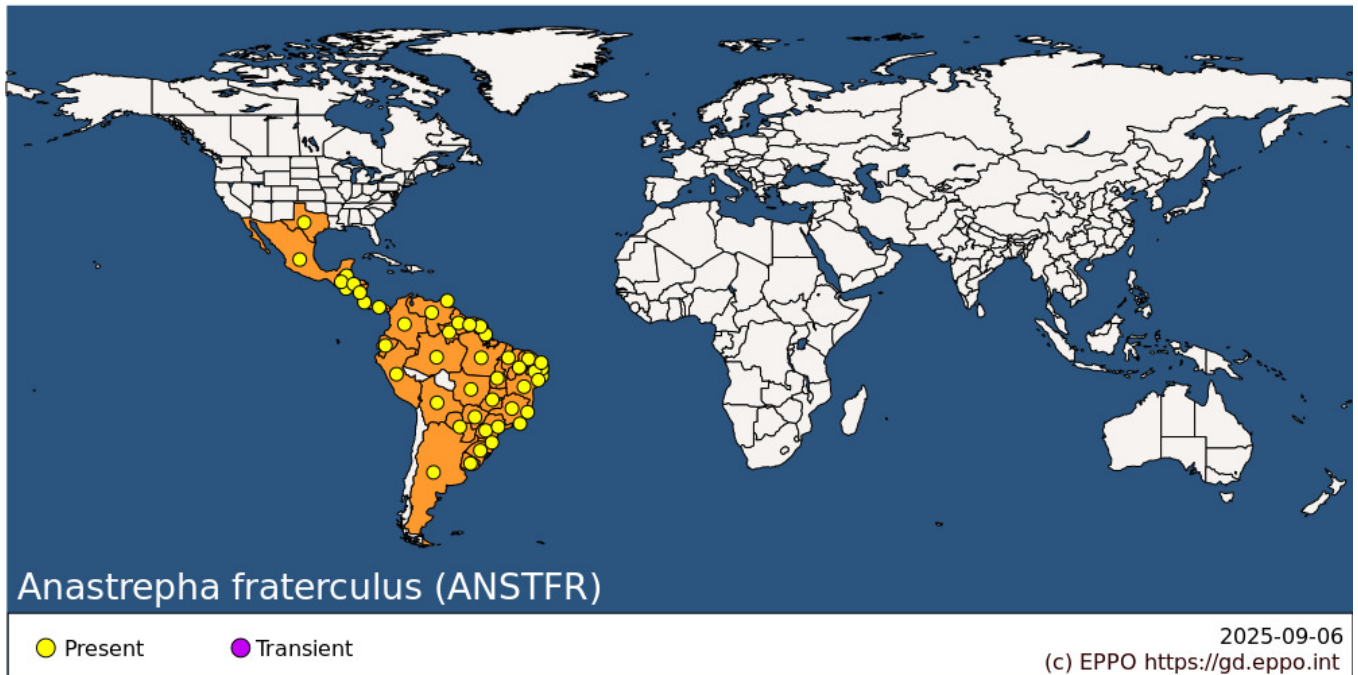 Anastrepha fraterculus (ANSTFR)
Present
Transient
2025-09-06
(c) EPPO https://gd.eppo.int